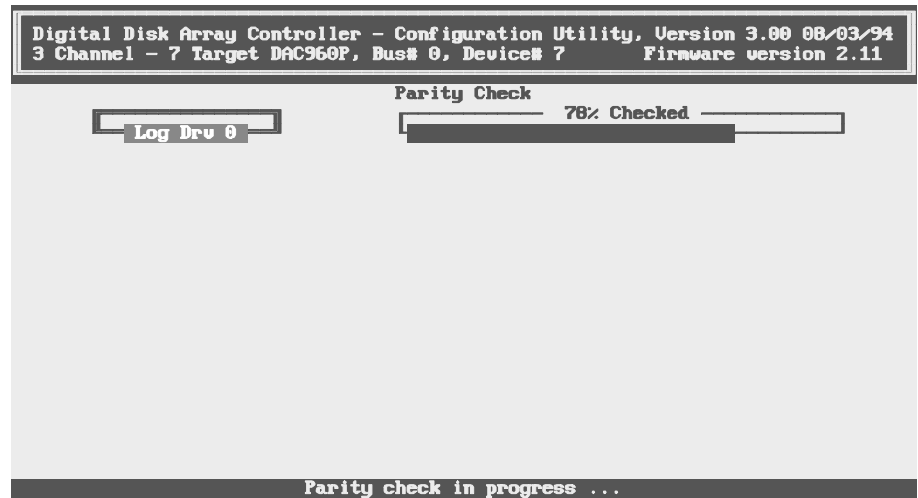 Digital Disk Array Controller – Configuration Utility, Version 3.00 08/03/94
3 Channel – 7 Target DAC960P, Bus# 0, Device# 7 Firmware version 2.11
Parity Check
Log Drv 0
78% Checked
Parity check in progress ...